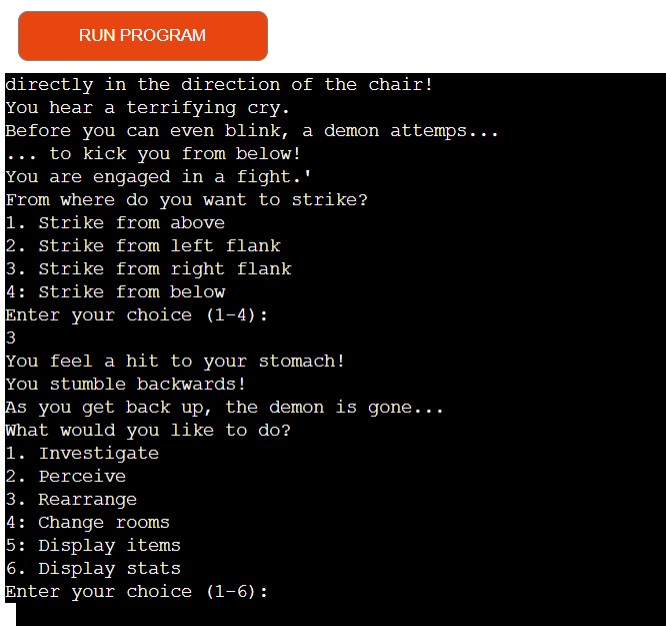 RUN PROGRAM
directly in the direction of the chair!
You hear a terrifying cry.
Before you can even blink, a demon attemps...
... to kick you from below!
You are engaged in a fight.'
From where do you want to strike?
1. Strike from above
2. Strike from left flank
3. Strike from right flank
4: Strike from below
Enter your choice (1-4):
3
You feel a hit to your stomach!
You stumble backwards!
As you get back up, the demon is gone...
What would you like to do?
1. Investigate
2. Perceive
3. Rearrange
4: Change rooms
5: Display items
6. Display stats
Enter your choice (1-6):